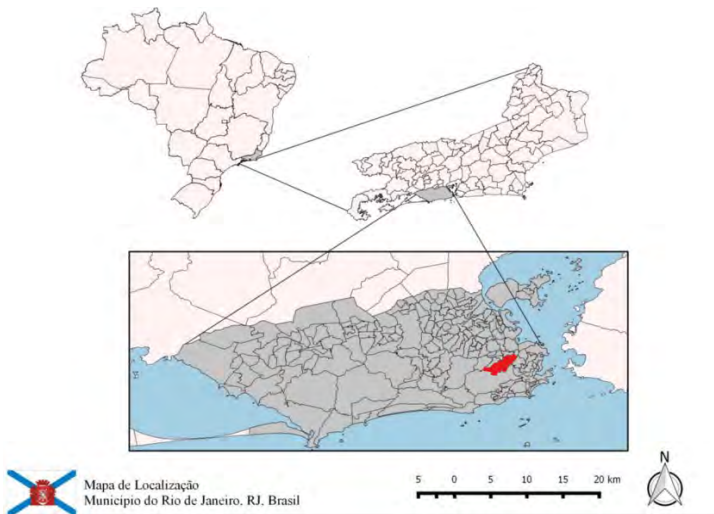 Mapa de Localização
Município do Rio de Janeiro, RJ, Brasil
5 0 5 10 15 20 km
N